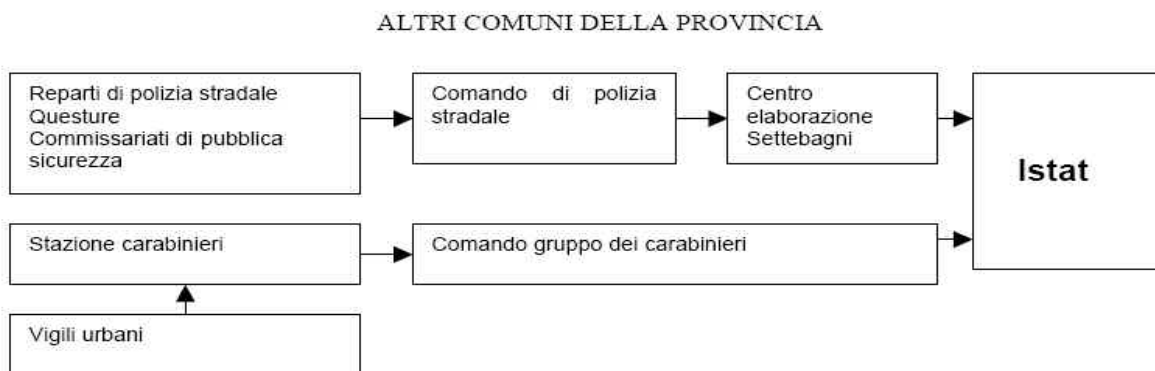 ALTRI COMUNI DELLA PROVINCIA
Reparti di polizia stradale
Questure
Commissariati di pubblica
sicurezza
Comando di polizia
stradale
Centro
elaborazione
Settebagni
Istat
Stazione carabinieri
Comando gruppo dei carabinieri
Vigili urbani